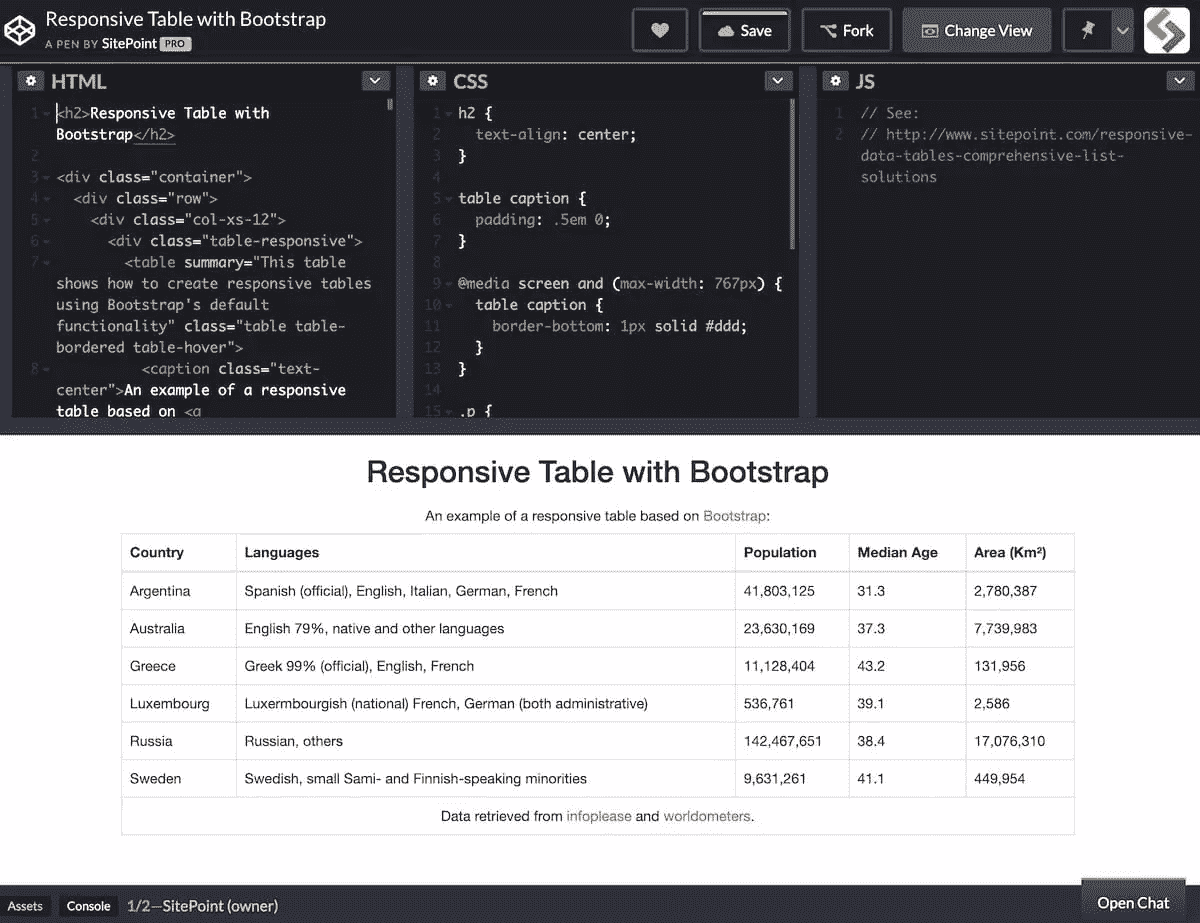 Responsive Table with Bootstrap
A PEN BY SitePoint PRO
Save
Fork
Change View
HTML
1 <h2>Responsive Table with
Bootstrap</h2>
2
3 <div class="container">
4 <div class="row">
5 <div class="col-xs-12">
6 <div class="table-responsive">
7 <table summary="This table
shows how to create responsive tables
using Bootstrap's default
functionality" class="table table-
bordered table-hover">
8 <caption class="text-
center">An example of a responsive
table based on <a
CSS
1 h2 {
2 text-align: center;
3 }
4
5 table caption {
6 padding: .5em 0;
7 }
8
9 @media screen and (max-width: 767px) {
10 table caption {
11 border-bottom: 1px solid #ddd;
12 }
13 }
14
15 .p {
JS
1 // See:
2 // http://www.sitepoint.com/responsive-
data-tables-comprehensive-list-
solutions
Responsive Table with Bootstrap
An example of a responsive table based on Bootstrap:
Country Languages Population Median Age Area (Km²)
Argentina Spanish (official), English, Italian, German, French 41,803,125 31.3 2,780,387
Australia English 79%, native and other languages 23,630,169 37.3 7,739,983
Greece Greek 99% (official), English, French 11,128,404 43.2 131,956
Luxembourg Luxermbourgish (national) French, German (both administrative) 536,761 39.1 2,586
Russia Russian, others 142,467,651 38.4 17,076,310
Sweden Swedish, small Sami- and Finnish-speaking minorities 9,631,261 41.1 449,954
Data retrieved from infoplease and worldometers.
Assets Console 1/2—SitePoint (owner)
Open Chat